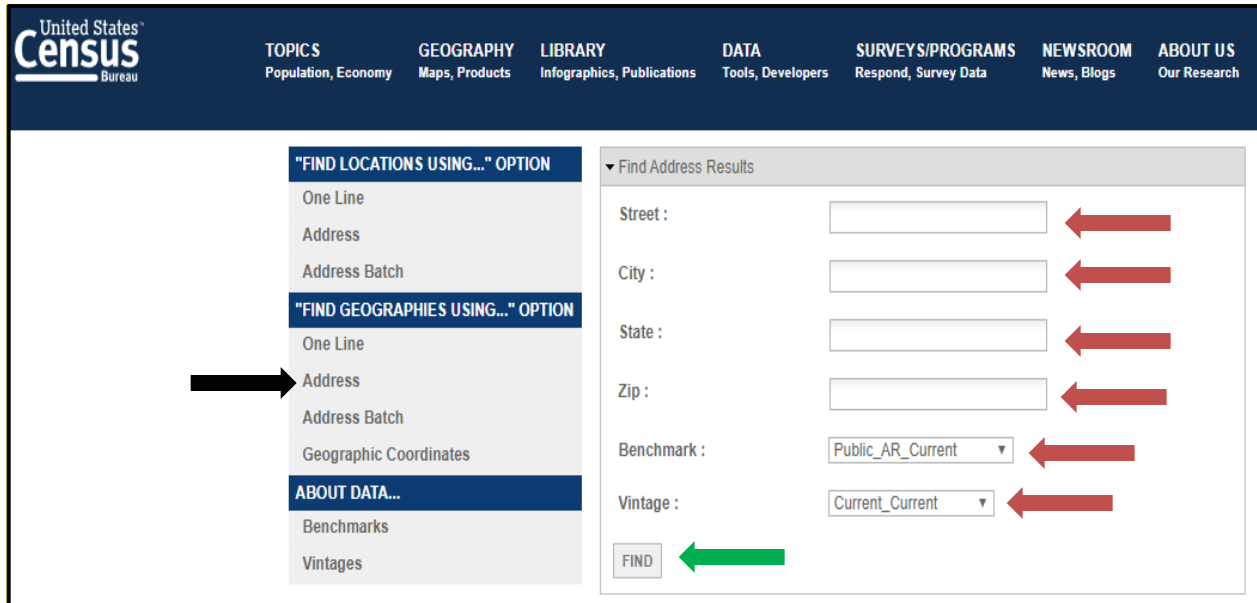 United States™
Census
Bureau
TOPICS GEOGRAPHY LIBRARY DATA SURVEYS/PROGRAMS NEWSROOM ABOUT US
Population, Economy Maps, Products Infographics, Publications Tools, Developers Respond, Survey Data News, Blogs Our Research
"FIND LOCATIONS USING..." OPTION
One Line
Address
Address Batch
"FIND GEOGRAPHIES USING..." OPTION
One Line
Address
Address Batch
Geographic Coordinates
ABOUT DATA...
Benchmarks
Vintages
Find Address Results
Street :
City :
State :
Zip :
Benchmark : Public_AR_Current
Vintage : Current_Current
FIND